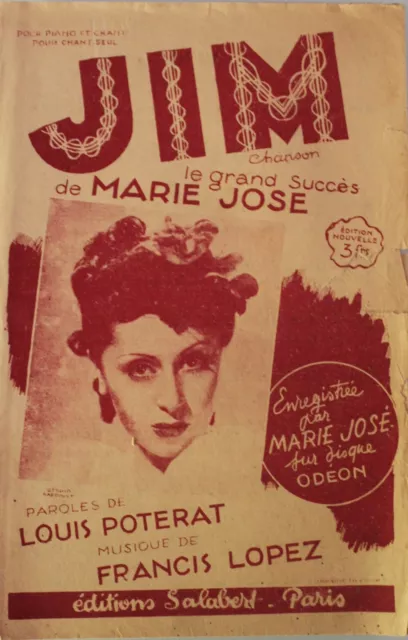 POUR PIANO ET CHANT
POUR CHANT SEUL
JIM
Chanson
le grand Succès
de MARIE JOSE
ÉDITION
NOUVELLE
3 frs
Enregistrée
par
MARIE JOSÉ
sur disque
ODÉON
PAROLES DE
LOUIS POTERAT
MUSIQUE DE
FRANCIS LOPEZ
éditions Salabert - Paris